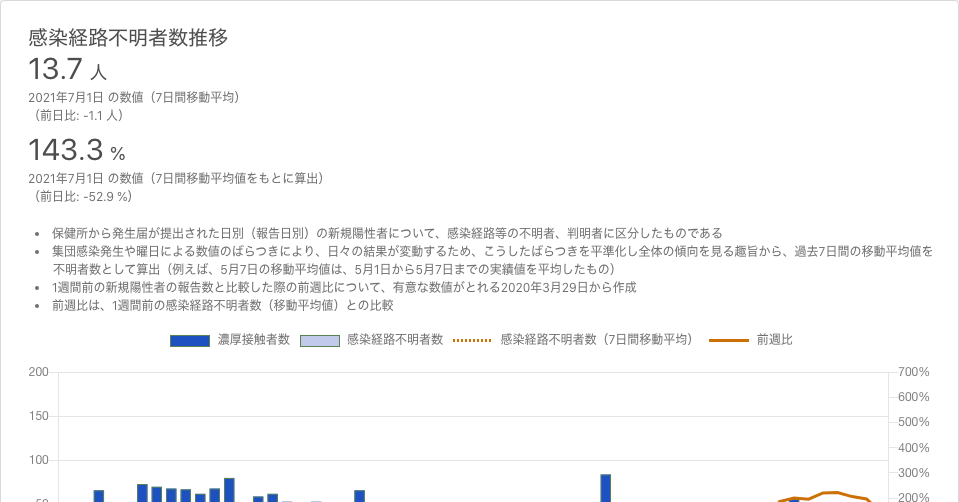 感染経路不明者数推移
13.7 人
2021年7月1日 の数値（7日間移動平均）
（前日比: -1.1 人）
143.3 %
2021年7月1日 の数値（7日間移動平均値をもとに算出）
（前日比: -52.9 %）
• 保健所から発生届が提出された日別（報告日別）の新規陽性者について、感染経路等の不明者、判明者に区分したものである
• 集団感染発生や曜日による数値のばらつきにより、日々の結果が変動するため、こうしたばらつきを平準化し全体の傾向を見る趣旨から、過去7日間の移動平均値を
不明者数として算出（例えば、5月7日の移動平均値は、5月1日から5月7日までの実績値を平均したもの）
• 1週間前の新規陽性者の報告数と比較した際の前週比について、有意な数値がとれる2020年3月29日から作成
• 前週比は、1週間前の感染経路不明者数（移動平均値）との比較
濃厚接触者数 感染経路不明者数 感染経路不明者数（7日間移動平均） 前週比
200 700%
600%
150 500%
400%
100 300%
50 200%